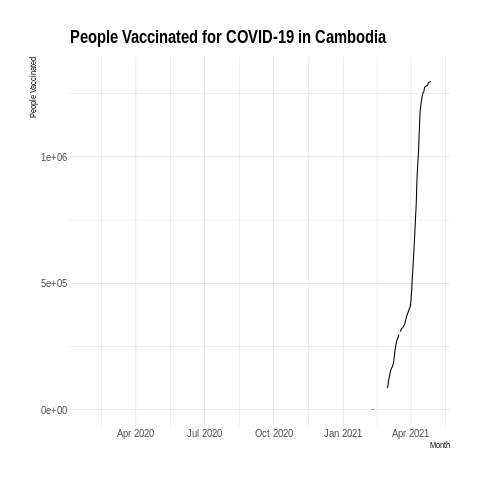 People Vaccinated for COVID-19 in Cambodia
People Vaccinated
1e+06
5e+05
0e+00
Apr 2020 Jul 2020 Oct 2020 Jan 2021 Apr 2021
Month